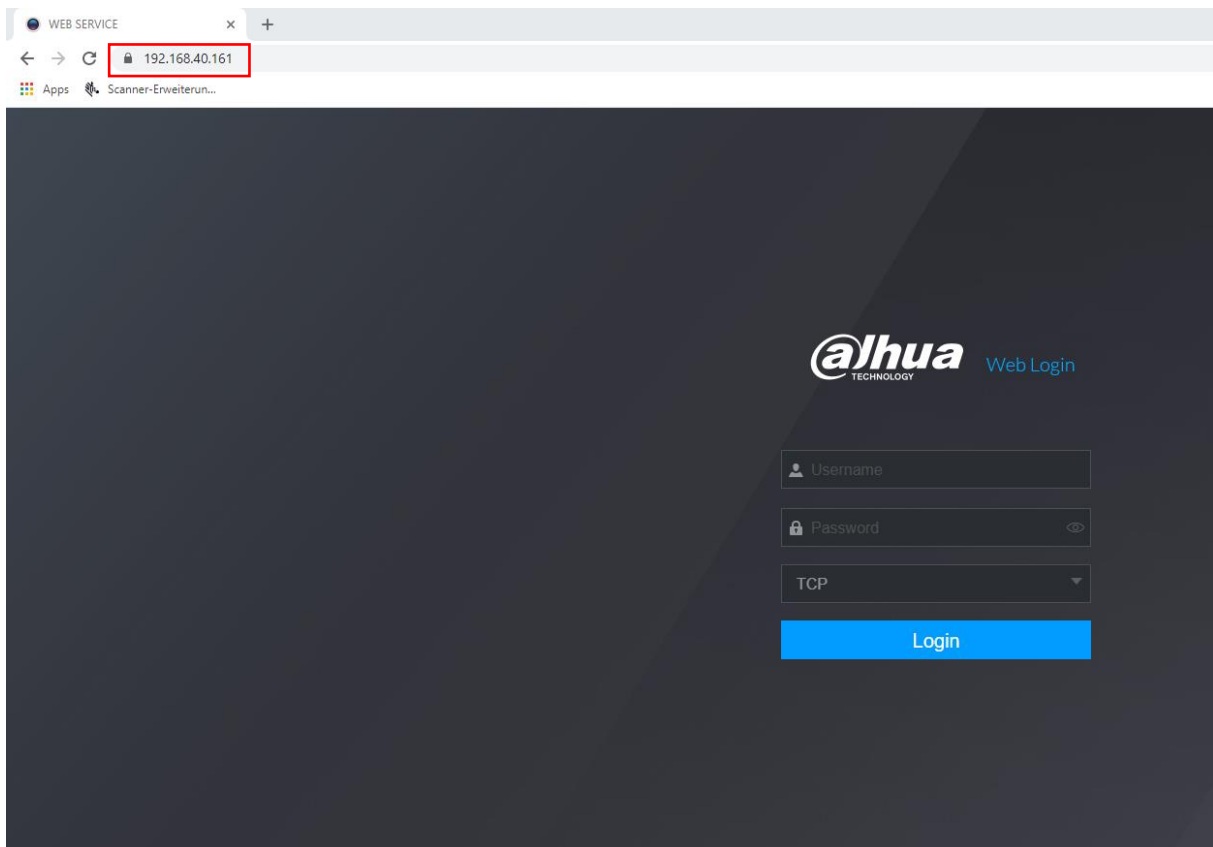 WEB SERVICE
192.168.40.161
Apps Scanner-Erweiterun...
alhua Web Login
TECHNOLOGY
Username
Password
TCP
Login